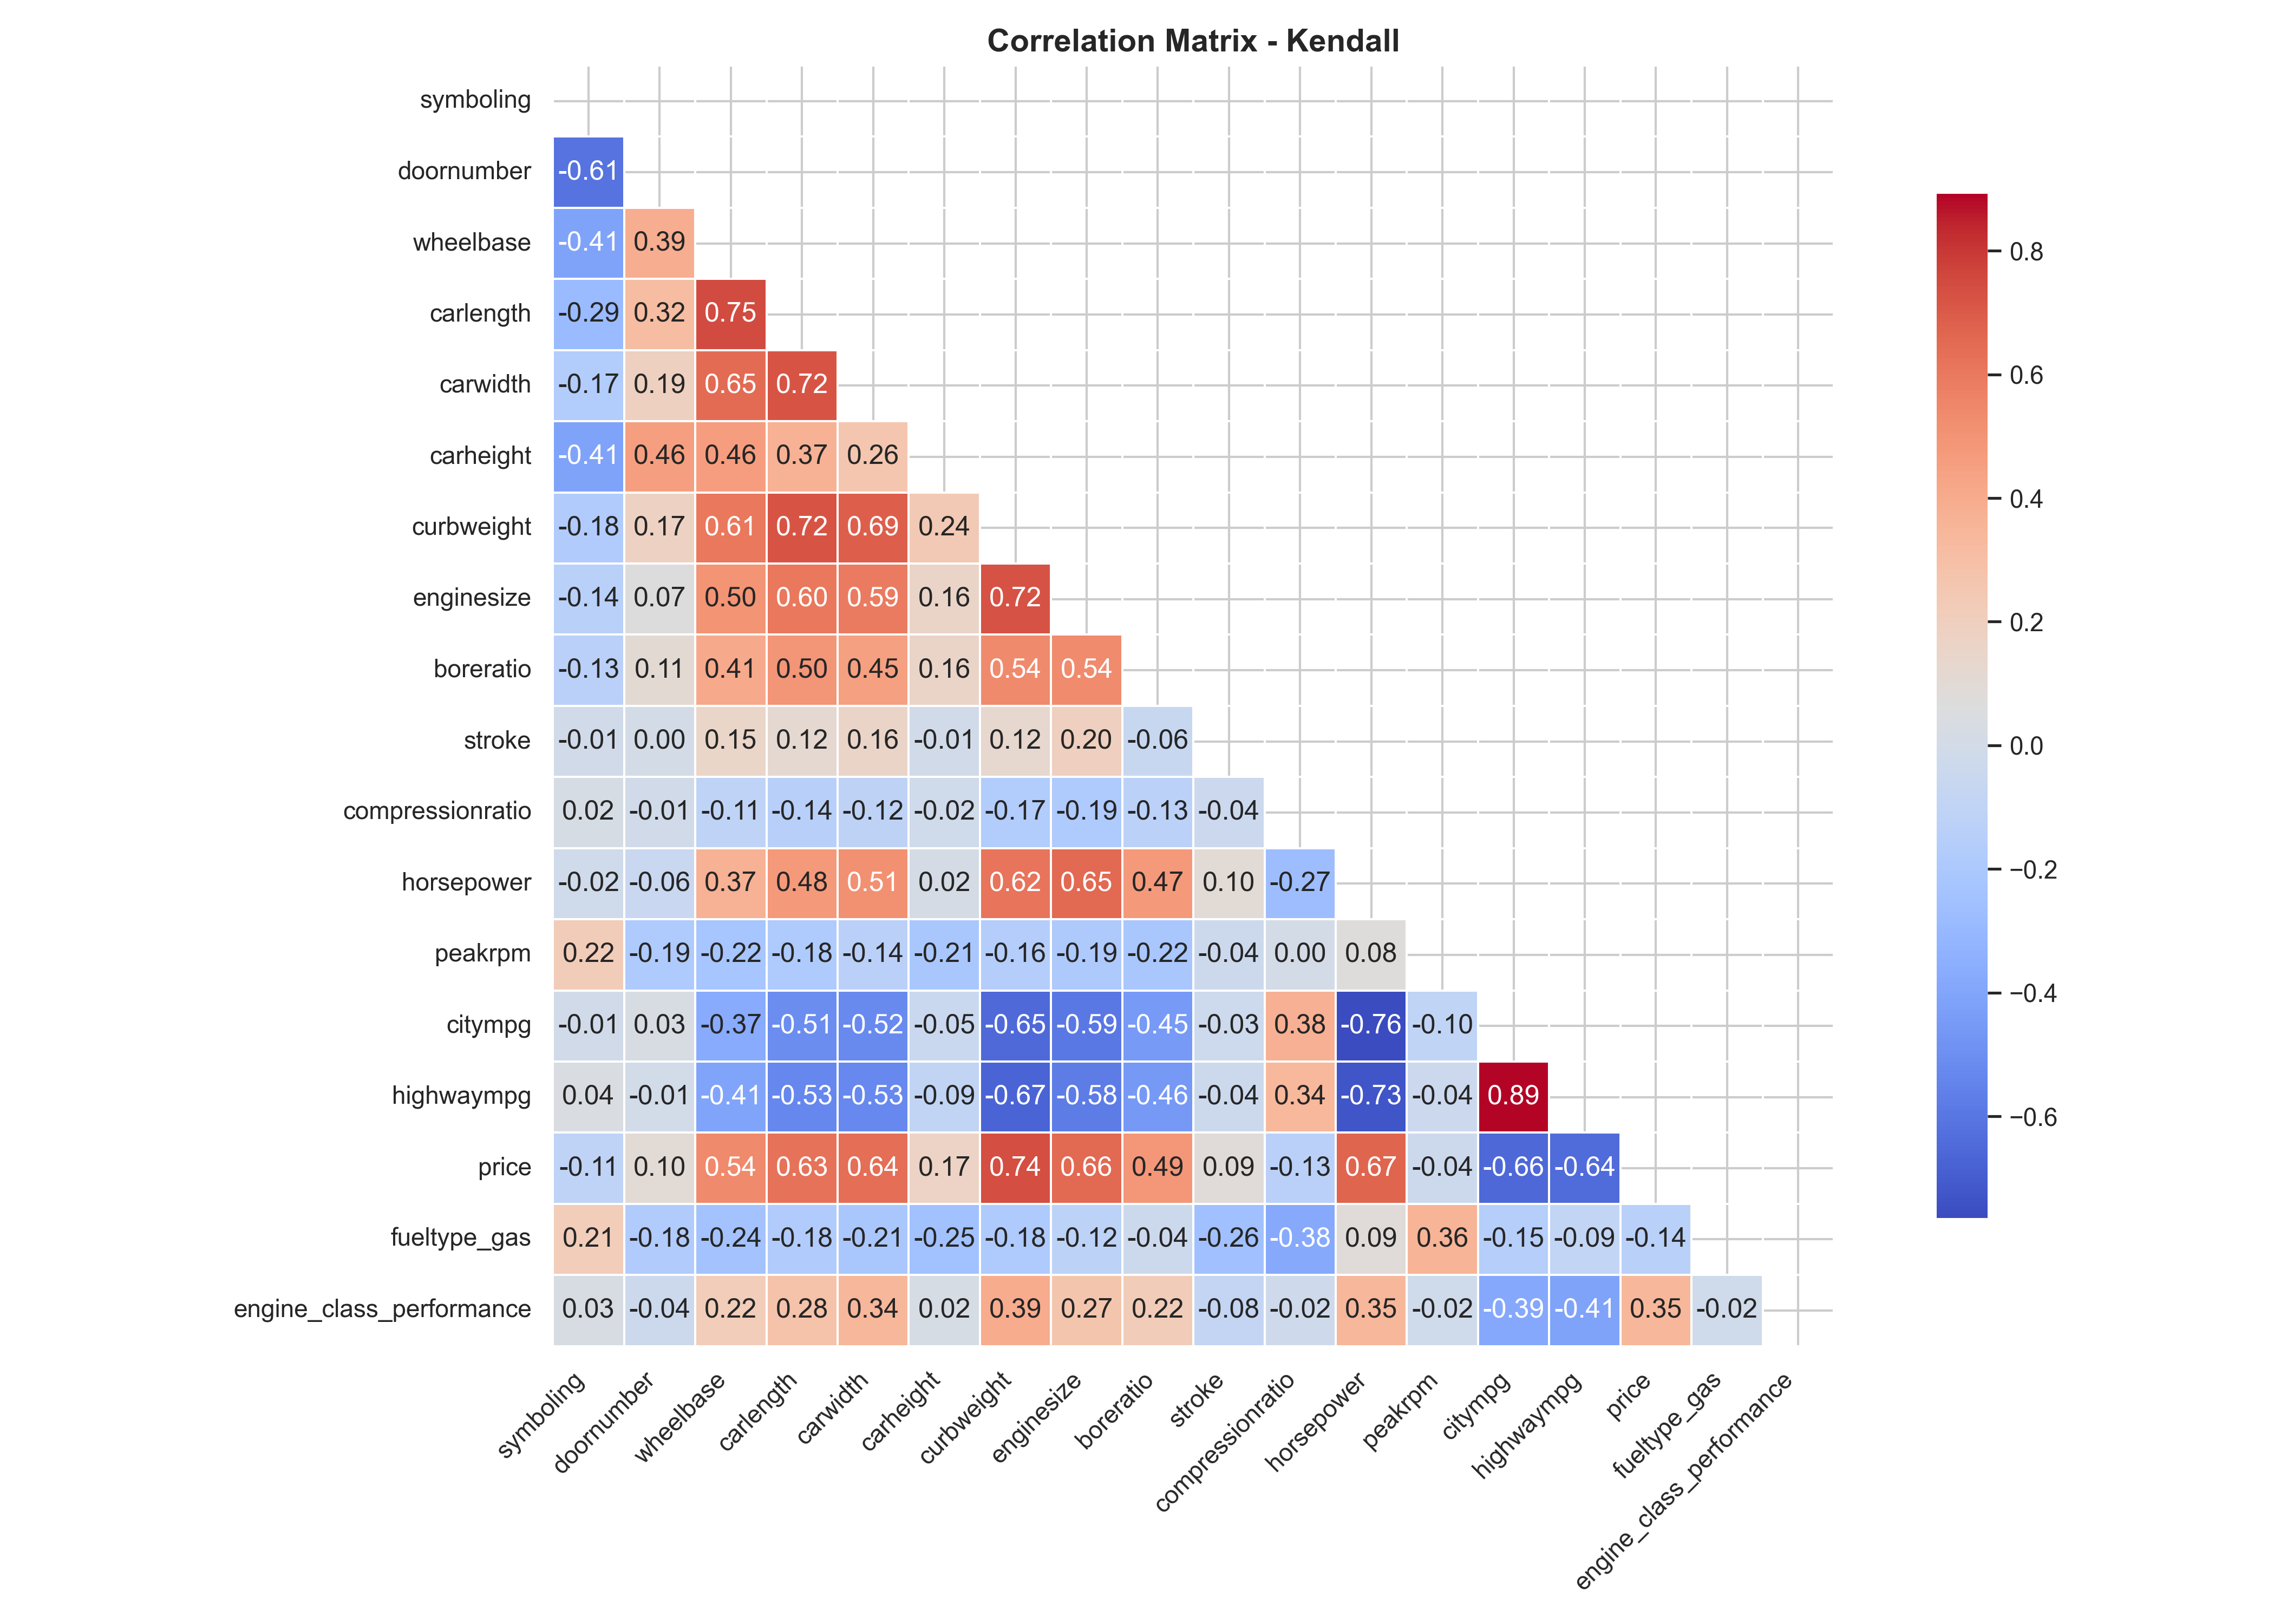 Correlation Matrix - Kendall
symboling
doornumber -0.61
wheelbase -0.41 0.39
carlength -0.29 0.32 0.75
carwidth -0.17 0.19 0.65 0.72
carheight -0.41 0.46 0.46 0.37 0.26
curbweight -0.18 0.17 0.61 0.72 0.69 0.24
enginesize -0.14 0.07 0.50 0.60 0.59 0.16 0.72
boreratio -0.13 0.11 0.41 0.50 0.45 0.16 0.54 0.54
stroke -0.01 0.00 0.15 0.12 0.16 -0.01 0.12 0.20 -0.06
compressionratio 0.02 -0.01 -0.11 -0.14 -0.12 -0.02 -0.17 -0.19 -0.13 -0.04
horsepower -0.02 -0.06 0.37 0.48 0.51 0.02 0.62 0.65 0.47 0.10 -0.27
peakrpm 0.22 -0.19 -0.22 -0.18 -0.14 -0.21 -0.16 -0.19 -0.22 -0.04 0.00 0.08
citympg -0.01 0.03 -0.37 -0.51 -0.52 -0.05 -0.65 -0.59 -0.45 -0.03 0.38 -0.76 -0.10
highwaympg 0.04 -0.01 -0.41 -0.53 -0.53 -0.09 -0.67 -0.58 -0.46 -0.04 0.34 -0.73 -0.04 0.89
price -0.11 0.10 0.54 0.63 0.64 0.17 0.74 0.66 0.49 0.09 -0.13 0.67 -0.04 -0.66 -0.64
fueltype_gas 0.21 -0.18 -0.24 -0.18 -0.21 -0.25 -0.18 -0.12 -0.04 -0.26 -0.38 0.09 0.36 -0.15 -0.09 -0.14
engine_class_performance 0.03 -0.04 0.22 0.28 0.34 0.02 0.39 0.27 0.22 -0.08 -0.02 0.35 -0.02 -0.39 -0.41 0.35 -0.02
symboling
doornumber
wheelbase
carlength
carwidth
carheight
curbweight
enginesize
boreratio
stroke
compressionratio
horsepower
peakrpm
citympg
highwaympg
price
fueltype_gas
engine_class_performance
0.8
0.6
0.4
0.2
0.0
−0.2
−0.4
−0.6